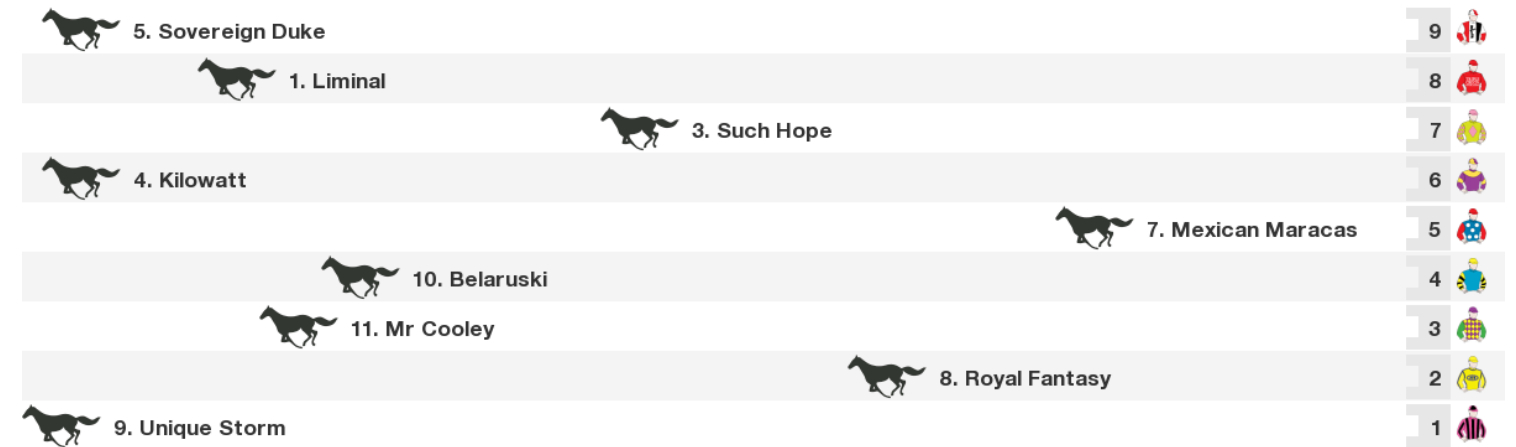 5. Sovereign Duke 9
1. Liminal 8
3. Such Hope 7
4. Kilowatt 6
7. Mexican Maracas 5
10. Belaruski 4
11. Mr Cooley 3
8. Royal Fantasy 2
9. Unique Storm 1